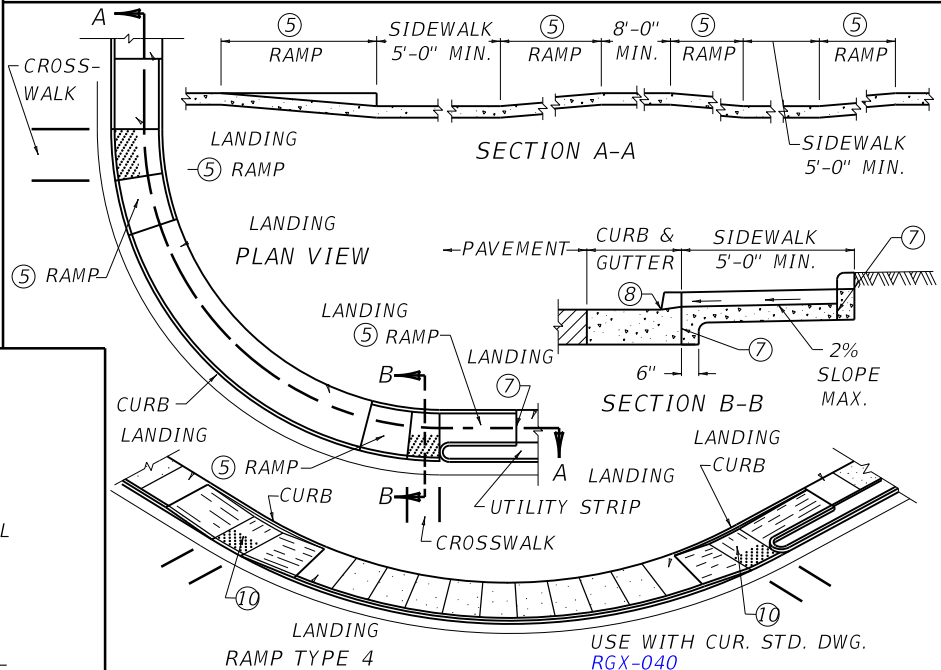 A
⑤
RAMP
SIDEWALK
5'-0" MIN.
⑤
RAMP
8'-0"
MIN.
⑤
RAMP
⑤
RAMP
CROSS-
WALK
LANDING
⑤ RAMP
SECTION A-A
SIDEWALK
5'-0" MIN.
LANDING
PLAN VIEW
PAVEMENT
CURB &
GUTTER
SIDEWALK
5'-0" MIN.
⑦
⑤ RAMP
⑧
LANDING
⑤ RAMP
LANDING
⑦
⑦
2%
SLOPE
MAX.
6"
B
SECTION B-B
CURB
LANDING
A
LANDING
CURB
⑤ RAMP
LANDING
CURB
B
UTILITY STRIP
L
CROSSWALK
⑩
⑩
LANDING
RAMP TYPE 4
USE WITH CUR. STD. DWG.
RGX-040